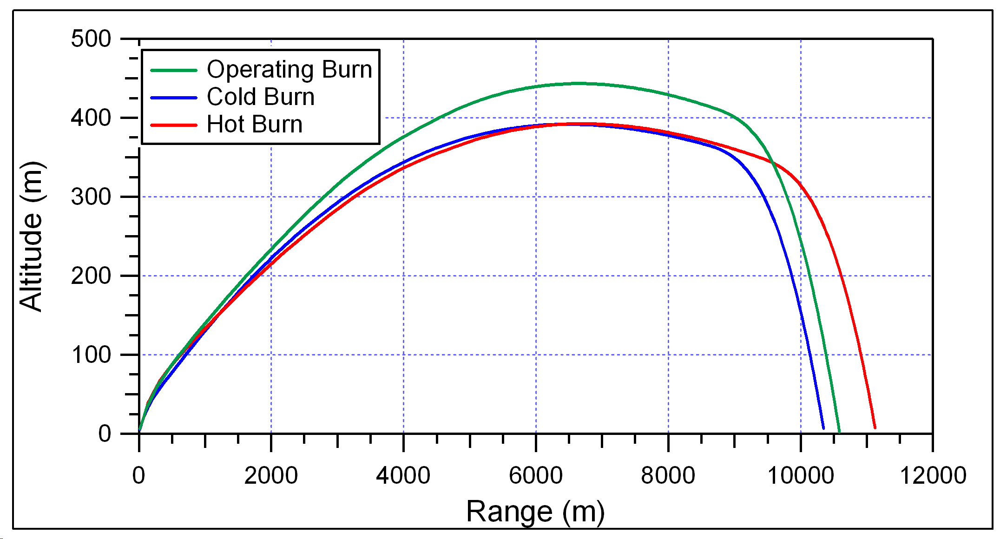 500
Operating Burn
Cold Burn
400
Hot Burn
300
Altitude (m)
200
100
0
0 2000 4000 6000 8000 10000 12000
Range (m)